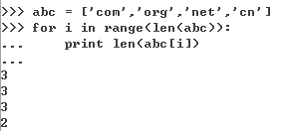 >>> abc = ['com','org','net','cn']
>>> for i in range(len(abc)):
...     print len(abc[i])
...
3
3
3
2